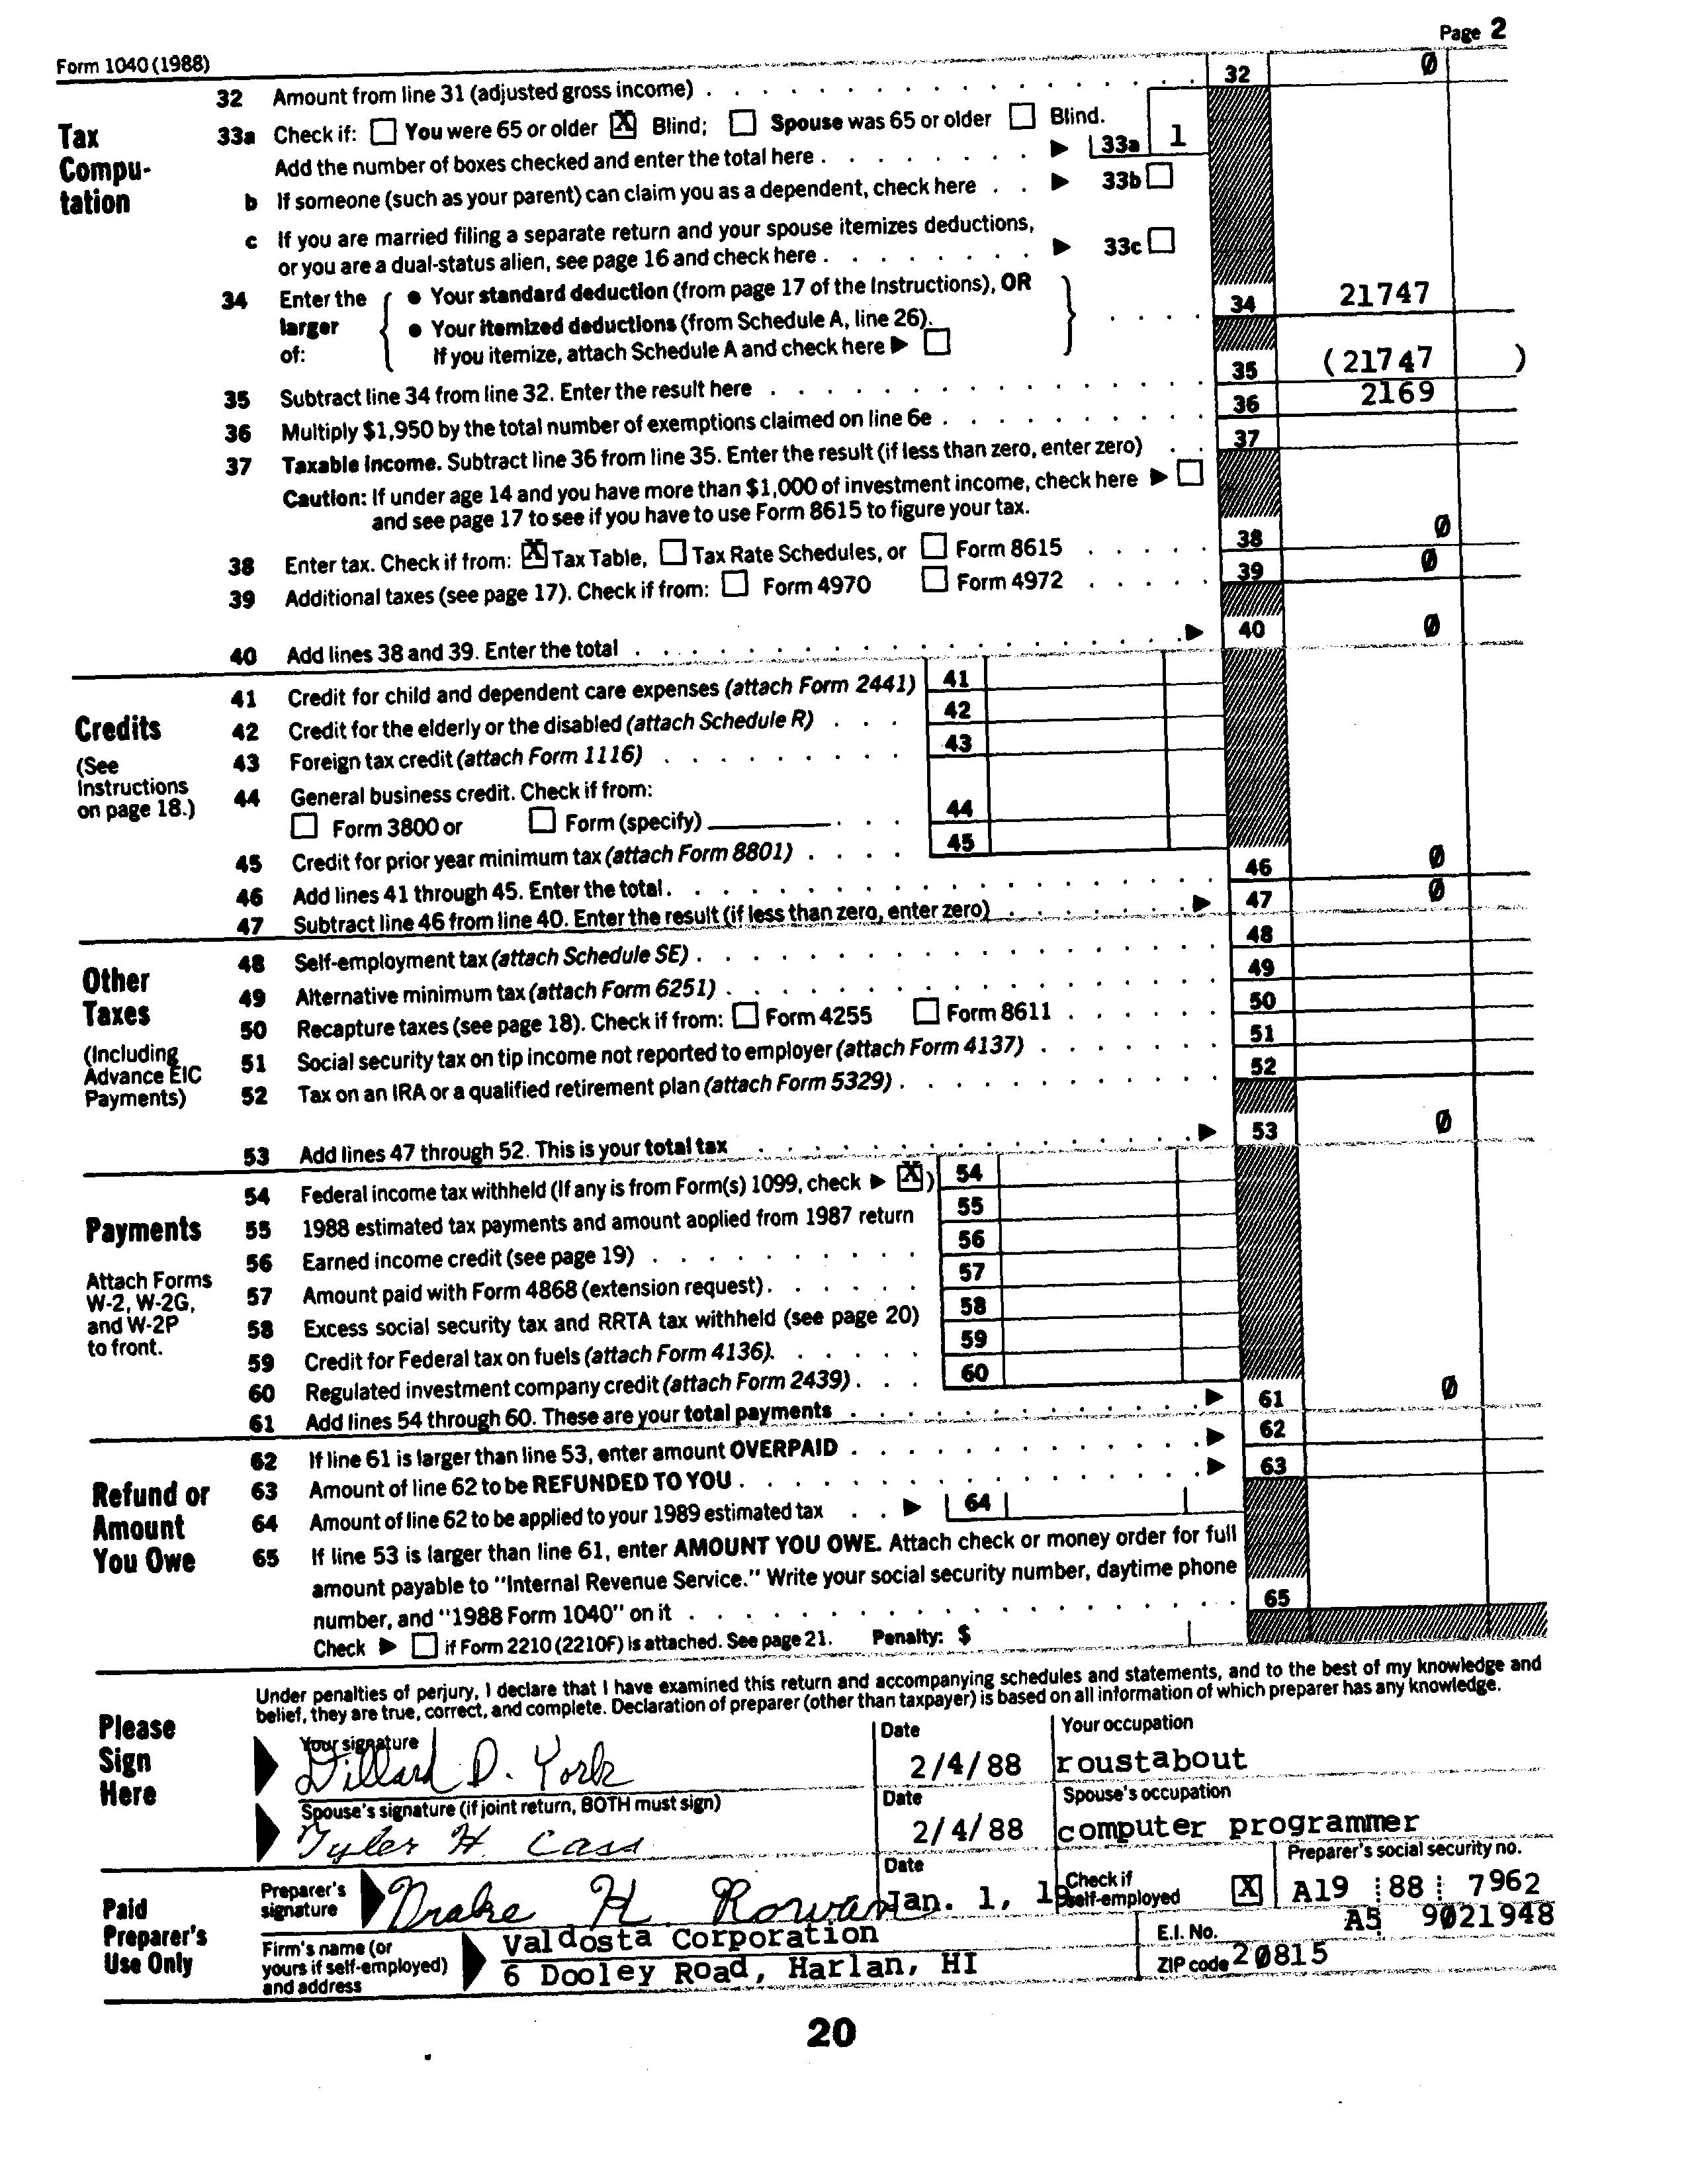 Form 1040 (1988) Page 2
32 Amount from line 31 (adjusted gross income) 32 0
Tax Compu-tation
33a Check if: You were 65 or older X Blind; Spouse was 65 or older Blind.
Add the number of boxes checked and enter the total here 33a 1
b If someone (such as your parent) can claim you as a dependent, check here 33b
c If you are married filing a separate return and your spouse itemizes deductions,
or you are a dual-status alien, see page 16 and check here 33c
34 Enter the larger of: • Your standard deduction (from page 17 of the Instructions), OR
• Your itemized deductions (from Schedule A, line 26). 34 21747
If you itemize, attach Schedule A and check here
35 Subtract line 34 from line 32. Enter the result here 35 (21747)
36 Multiply $1,950 by the total number of exemptions claimed on line 6e 36 2169
37 Taxable income. Subtract line 36 from line 35. Enter the result (if less than zero, enter zero) 37
Caution: If under age 14 and you have more than $1,000 of investment income, check here
and see page 17 to see if you have to use Form 8615 to figure your tax.
38 Enter tax. Check if from: X Tax Table, Tax Rate Schedules, or Form 8615 38 0
39 Additional taxes (see page 17). Check if from: Form 4970 Form 4972 39 0
40 Add lines 38 and 39. Enter the total 40 0
Credits
(See Instructions on page 18.)
41 Credit for child and dependent care expenses (attach Form 2441) 41
42 Credit for the elderly or the disabled (attach Schedule R) 42
43 Foreign tax credit (attach Form 1116) 43
44 General business credit. Check if from:
Form 3800 or Form (specify) 44
45 Credit for prior year minimum tax (attach Form 8801) 45
46 Add lines 41 through 45. Enter the total 46 0
47 Subtract line 46 from line 40. Enter the result (if less than zero, enter zero) 47 0
Other Taxes
(Including Advance EIC Payments)
48 Self-employment tax (attach Schedule SE) 48
49 Alternative minimum tax (attach Form 6251) 49
50 Recapture taxes (see page 18). Check if from: Form 4255 Form 8611 50
51 Social security tax on tip income not reported to employer (attach Form 4137) 51
52 Tax on an IRA or a qualified retirement plan (attach Form 5329) 52
53 Add lines 47 through 52. This is your total tax 53 0
Payments
Attach Forms W-2, W-2G, and W-2P to front.
54 Federal income tax withheld (If any is from Form(s) 1099, check X) 54
55 1988 estimated tax payments and amount applied from 1987 return 55
56 Earned income credit (see page 19) 56
57 Amount paid with Form 4868 (extension request) 57
58 Excess social security tax and RRTA tax withheld (see page 20) 58
59 Credit for Federal tax on fuels (attach Form 4136). 59
60 Regulated investment company credit (attach Form 2439) 60
61 Add lines 54 through 60. These are your total payments 61 0
Refund or Amount You Owe
62 If line 61 is larger than line 53, enter amount OVERPAID 62
63 Amount of line 62 to be REFUNDED TO YOU 63
64 Amount of line 62 to be applied to your 1989 estimated tax 64
65 If line 53 is larger than line 61, enter AMOUNT YOU OWE. Attach check or money order for full
amount payable to "Internal Revenue Service." Write your social security number, daytime phone
number, and "1988 Form 1040" on it 65
Check if Form 2210 (2210F) is attached. See page 21. Penalty: $
Please Sign Here
Under penalties of perjury, I declare that I have examined this return and accompanying schedules and statements, and to the best of my knowledge and
belief, they are true, correct, and complete. Declaration of preparer (other than taxpayer) is based on all information of which preparer has any knowledge.
Your signature Date Your occupation
Dillard D. York 2/4/88 roustabout
Spouse's signature (if joint return, BOTH must sign) Date Spouse's occupation
Tyler H. Cass 2/4/88 computer programmer
Paid Preparer's Use Only
Preparer's signature Drake H. Rowan Date Jan. 1, 19 Check if self-employed X Preparer's social security no. A19 88 7962
Firm's name (or yours if self-employed) and address Valdosta Corporation E.I. No. A5 9021948
6 Dooley Road, Harlan, HI ZIP code 20815
20